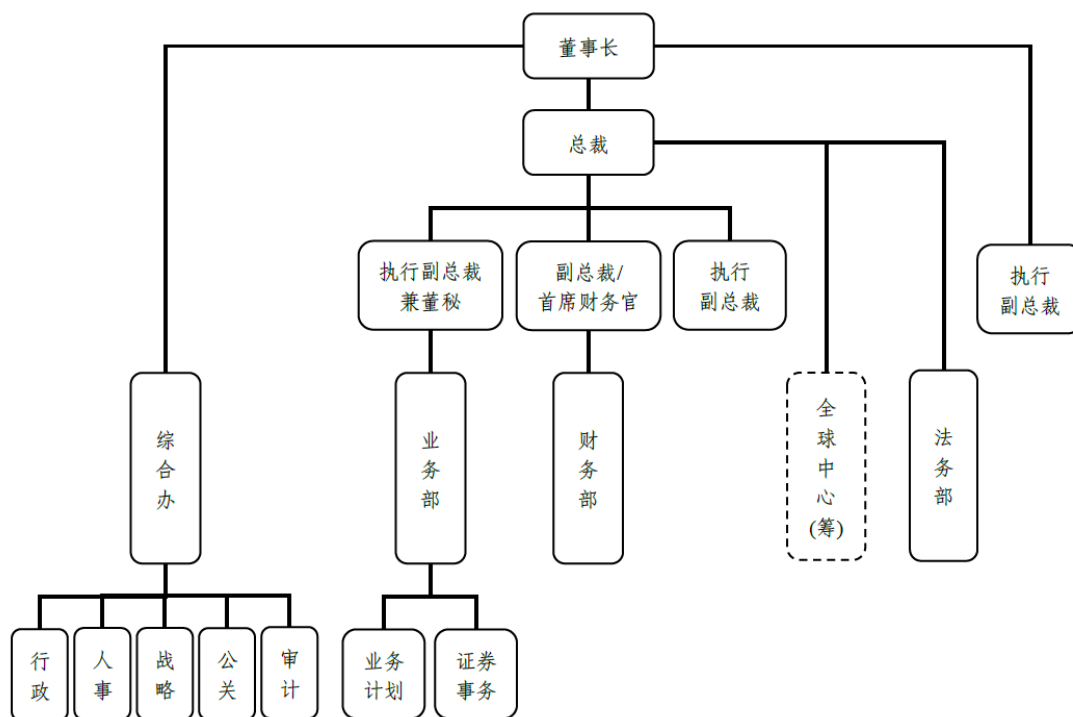 董事长
总裁
执行副总裁
兼董秘
副总裁/
首席财务官
执行
副总裁
执行
副总裁
综合办
业务部
财务部
全球中心(筹)
法务部
行政
人事
战略
公关
审计
业务
计划
证券
事务